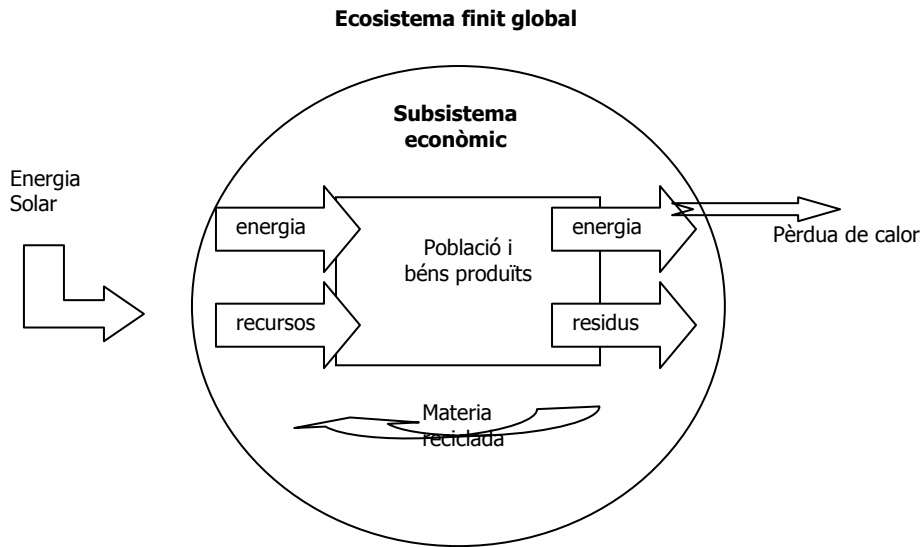 Ecosistema finit global
Subsistema
econòmic
Energia
Solar
energia
Població i
béns produïts
energia
Pèrdua de calor
recursos
residus
Materia
reciclada